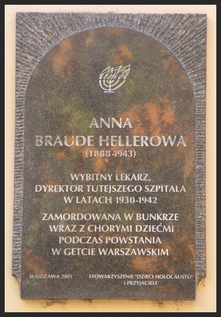 ANNA
BRAUDE HELLEROWA
(1888-1943)
WYBITNY LEKARZ,
DYREKTOR TUTEJSZEGO SZPITALA
W LATACH 1930-1942
ZAMORDOWANA W BUNKRZE
WRAZ Z CHORYMI DZIEĆMI
PODCZAS POWSTANIA
W GETCIE WARSZAWSKIM
WARSZAWA 2001 STOWARZYSZENIE "DZIECI HOLOCAUSTU"
I PRZYJACIELE